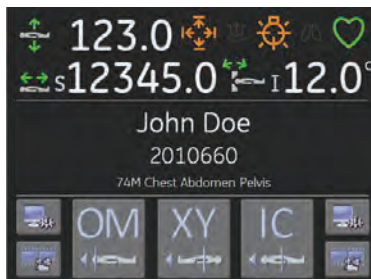 123.0
S12345.0 I12.0°
John Doe
2010660
74M Chest Abdomen Pelvis
OM XY IC